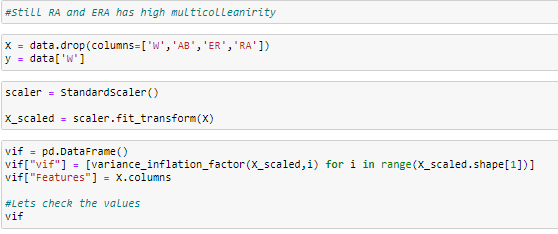 #Still RA and ERA has high multicolleanirity
X = data.drop(columns=['W','AB','ER','RA'])
y = data['W']
scaler = StandardScaler()
X_scaled = scaler.fit_transform(X)
vif = pd.DataFrame()
vif["vif"] = [variance_inflation_factor(X_scaled,i) for i in range(X_scaled.shape[1])]
vif["Features"] = X.columns
#Lets check the values
vif